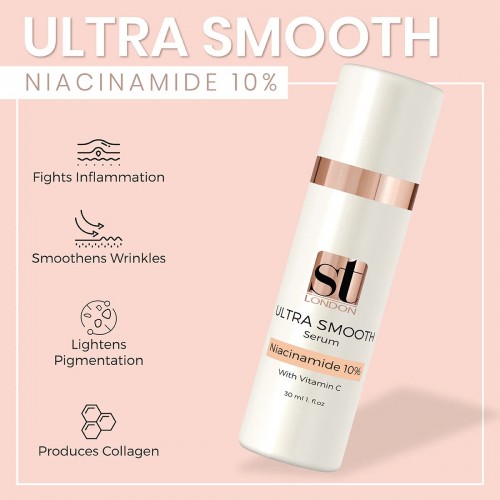 ULTRA SMOOTH
NIACINAMIDE 10%
Fights Inflammation
Smoothens Wrinkles
Lightens
Pigmentation
Produces Collagen
st
LONDON
ULTRA SMOOTH
Serum
Niacinamide 10%
With Vitamin C
30 ml 1. fl.oz